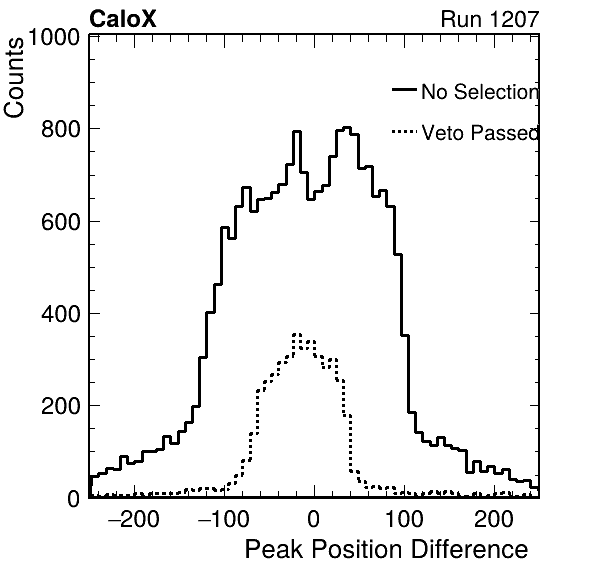 CaloX
Run 1207
Counts
1000
800
600
400
200
0
No Selection
Veto Passed
−200
−100
0
100
200
Peak Position Difference